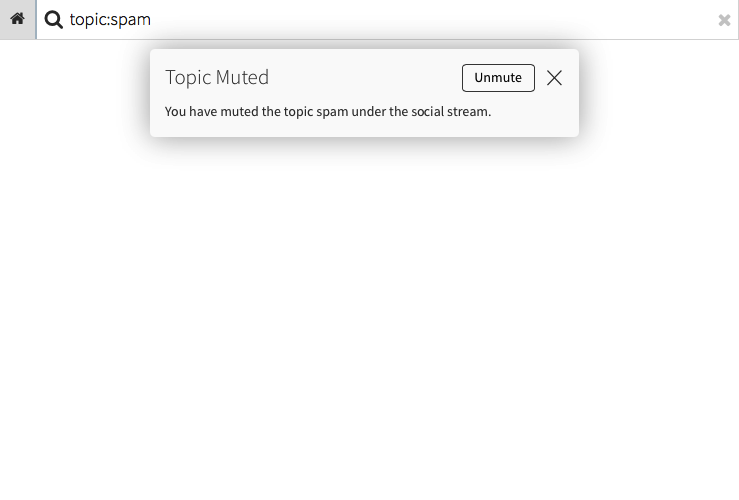 topic:spam
Topic Muted
Unmute
You have muted the topic spam under the social stream.